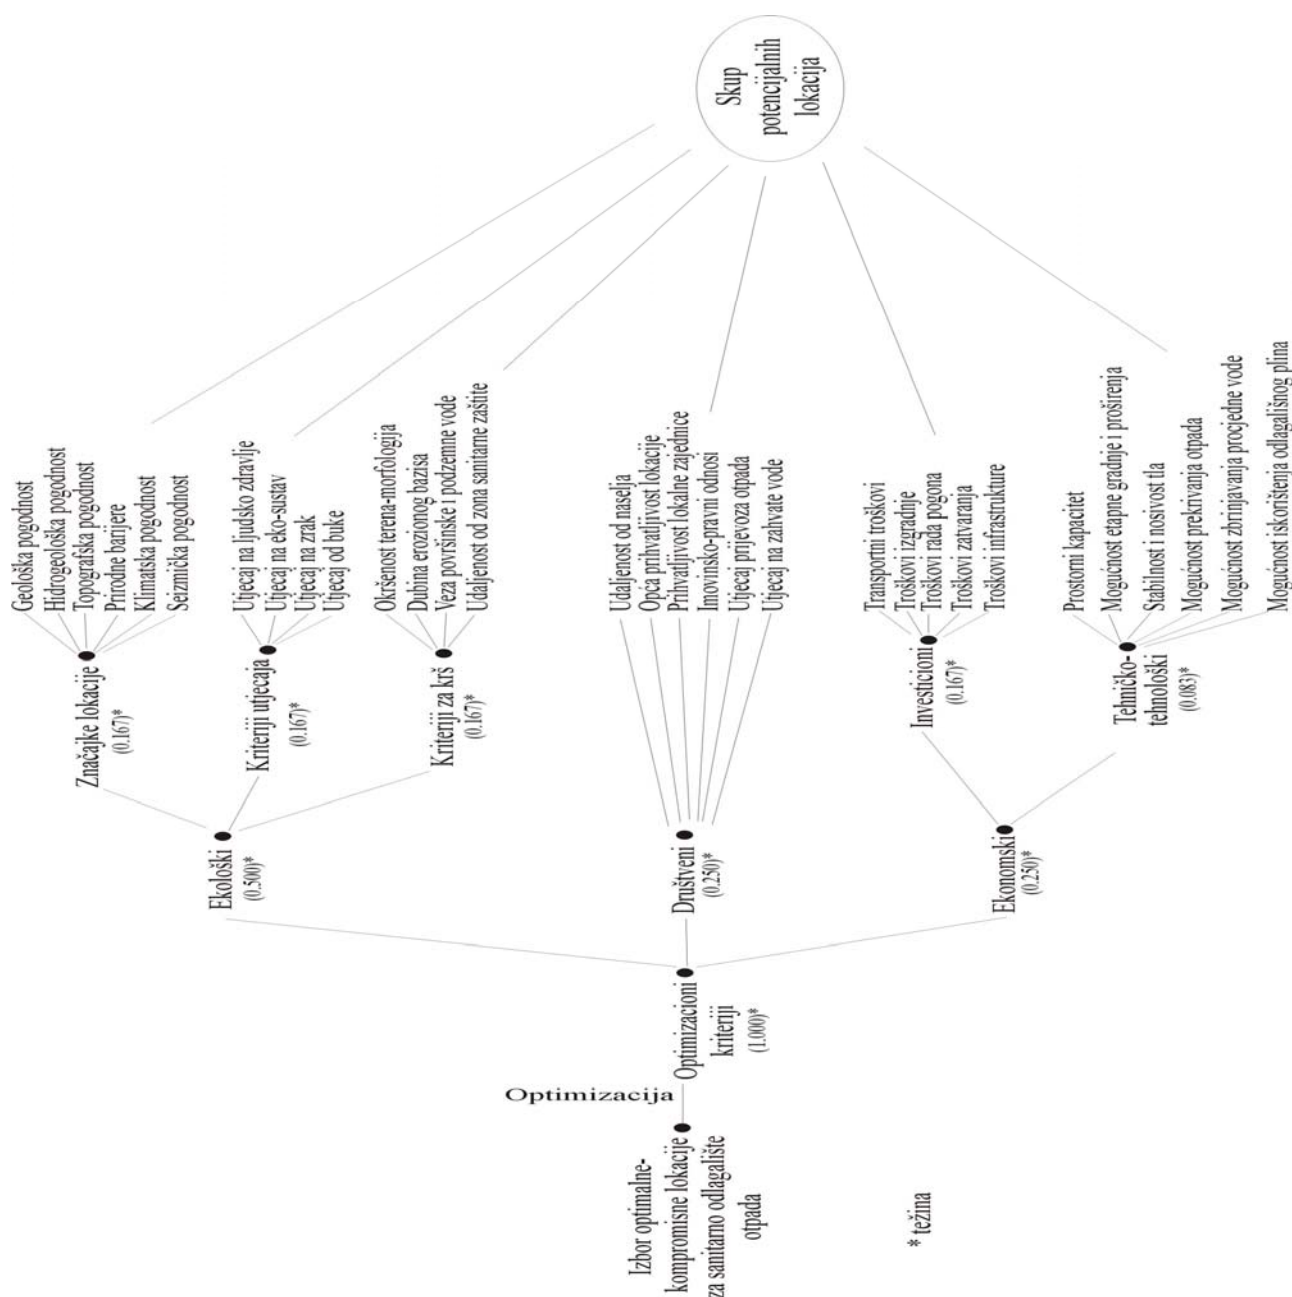 Skup
potencijalnih
lokacija
Geološka pogodnost
Hidrogeološka pogodnost
Topografska pogodnost
Prirodne barijere
Klimatska pogodnost
Seizmička pogodnost
Utjecaj na ljudsko zdravlje
Utjecaj na eko-sustav
Utjecaj na zrak
Utjecaj od buke
Okršenost terena-morfologija
Dubina erozionog bazisa
Veza površinske i podzemne vode
Udaljenost od zona sanitarne zaštite
Udaljenost od naselja
Opća prihvatljivost lokacije
Prihvatljivost lokalne zajednice
Imovinsko-pravni odnosi
Utjecaj prijevoza otpada
Utjecaj na zahvate vode
Transportni troškovi
Troškovi izgradnje
Troškovi rada pogona
Troškovi zatvaranja
Troškovi infrastrukture
Prostorni kapacitet
Mogućnost etapne gradnje i proširenja
Stabilnost i nosivost tla
Mogućnost prekrivanja otpada
Mogućnost zbrinjavanja procjedne vode
Mogućnost iskorištenja odlagališnog plina
Značajke lokacije
(0.167)*
Kriteriji utjecaja
(0.167)*
Kriteriji za krš
(0.167)*
Investicioni
(0.167)*
Tehničko-
tehnološki
(0.083)*
Ekološki
(0.500)*
Društveni
(0.250)*
Ekonomski
(0.250)*
Optimizacioni
kriteriji
(1.000)*
Optimizacija
Izbor optimalne-
kompromisne lokacije
za sanitarno odlagalište
otpada
* težina